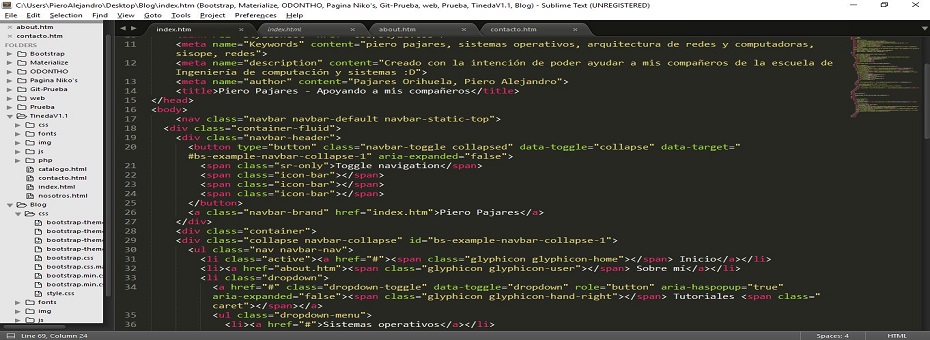 C:\Users\PieroAlejandro\Desktop\Blog\index.htm (Bootstrap, Materialize, ODONTHO, Pagina Niko's, Git-Prueba, web, Prueba, TinedaV1.1, Blog) - Sublime Text (UNREGISTERED)
File Edit Selection Find View Goto Tools Project Preferences Help
about.htm
contacto.htm
FOLDERS
Bootstrap
Materialize
ODONTHO
Pagina Niko's
Git-Prueba
web
Prueba
TinedaV1.1
css
fonts
img
js
php
catalogo.html
contacto.html
index.html
nosotros.html
Blog
css
bootstrap-theme
bootstrap-theme
bootstrap-theme
bootstrap-theme
bootstrap.css
bootstrap.css.ma
bootstrap.min.c
bootstrap.min.c
style.css
fonts
img
js
index.htm index.html about.htm contacto.htm
11 <meta name="Keywords" content="piero pajares, sistemas operativos, arquitectura de redes y computadoras,
sisope, redes">
12 <meta name="description" content="Creado con la intención de poder ayudar a mis compañeros de la escuela de
Ingeniería de computación y sistemas :D">
13 <meta name="author" content="Pajares Orihuela, Piero Alejandro">
14 <title>Piero Pajares - Apoyando a mis compañeros</title>
15 </head>
16 <body>
17 <nav class="navbar navbar-default navbar-static-top">
18 <div class="container-fluid">
19 <div class="navbar-header">
20 <button type="button" class="navbar-toggle collapsed" data-toggle="collapse" data-target="
#bs-example-navbar-collapse-1" aria-expanded="false">
21 <span class="sr-only">Toggle navigation</span>
22 <span class="icon-bar"></span>
23 <span class="icon-bar"></span>
24 <span class="icon-bar"></span>
25 </button>
26 <a class="navbar-brand" href="index.htm">Piero Pajares</a>
27 </div>
28 <div class="container">
29 <div class="collapse navbar-collapse" id="bs-example-navbar-collapse-1">
30 <ul class="nav navbar-nav">
31 <li class="active"><a href="#"><span class="glyphicon glyphicon-home"></span> Inicio</a></li>
32 <li><a href="about.htm"><span class="glyphicon glyphicon-user"></span> Sobre mí</a></li>
33 <li class="dropdown">
34 <a href="#" class="dropdown-toggle" data-toggle="dropdown" role="button" aria-haspopup="true"
aria-expanded="false"><span class="glyphicon glyphicon-hand-right"></span> Tutoriales <span class="
caret"></span></a>
35 <ul class="dropdown-menu">
36 <li><a href="#">Sistemas operativos</a></li>
Line 69, Column 24 Spaces: 4 HTML